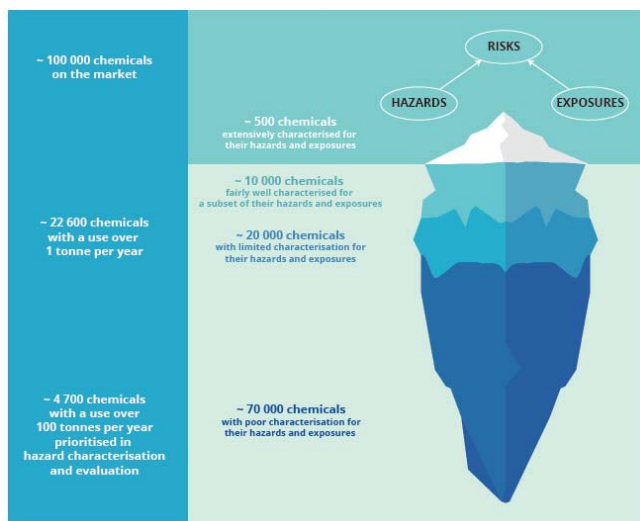 ~ 100 000 chemicals
on the market
~ 22 600 chemicals
with a use over
1 tonne per year
~ 4 700 chemicals
with a use over
100 tonnes per year
prioritised in
hazard characterisation
and evaluation
RISKS
HAZARDS
EXPOSURES
~ 500 chemicals
extensively characterised for
their hazards and exposures
~ 10 000 chemicals
fairly well characterised for
a subset of their hazards and exposures
~ 20 000 chemicals
with limited characterisation for
their hazards and exposures
~ 70 000 chemicals
with poor characterisation for
their hazards and exposures